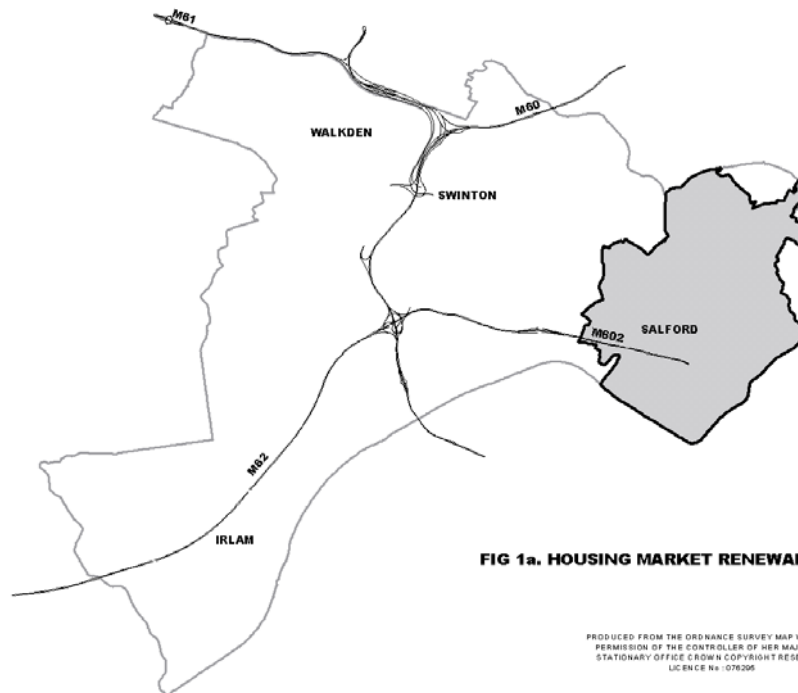 M61
M60
WALKDEN
SWINTON
M602
SALFORD
M62
IRLAM
FIG 1a. HOUSING MARKET RENEWAL
PRODUCED FROM THE ORDNANCE SURVEY MAP
PERMISSION OF THE CONTROLLER OF HER MAJ
STATIONARY OFFICE CROWN COPYRIGHT RESE
LICENCE No : 076296